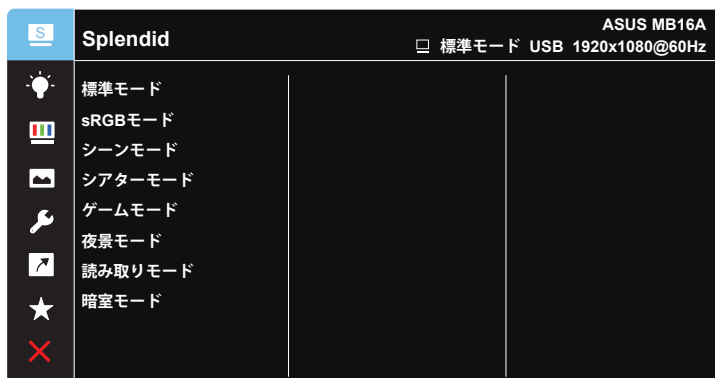 S
Splendid
ASUS MB16A
標準モード USB 1920x1080@60Hz
標準モード
sRGBモード
シーンモード
シアターモード
ゲームモード
夜景モード
読み取りモード
暗室モード